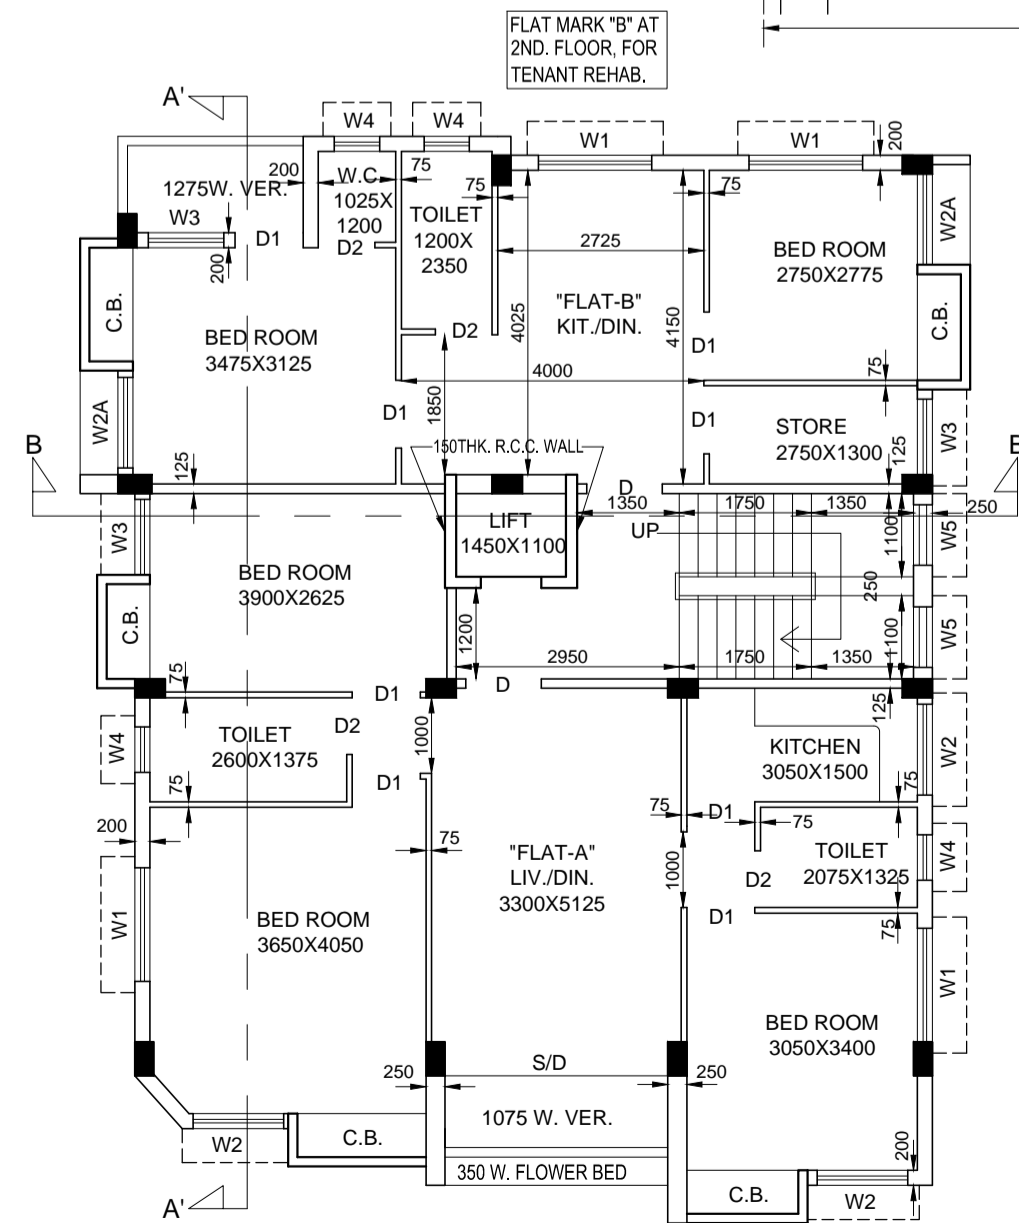 FLAT MARK "B" AT
2ND. FLOOR, FOR
TENANT REHAB.
A'
W4
W4
W1
W1
200
200
W.C
1025X
1200
75
75
75
1275W. VER.
W3
D1
D2
TOILET
1200X
2350
2725
BED ROOM
2750X2775
W2A
200
C.B.
BED ROOM
3475X3125
D2
4025
"FLAT-B"
KIT./DIN.
4150
D1
C.B.
75
4000
W2A
D1
1850
D1
STORE
2750X1300
125
W3
B
B
125
150THK. R.C.C. WALL
D
1350
1750
1350
250
W3
LIFT
1450X1100
UP
1100
W5
BED ROOM
3900X2625
C.B.
250
1200
1100
W5
2950
1750
1350
75
D1
D
125
TOILET
2600X1375
D2
W4
1000
KITCHEN
3050X1500
W2
75
D1
75
200
75
75
D1
75
"FLAT-A"
LIV./DIN.
3300X5125
1000
TOILET
2075X1325
W4
D2
W1
BED ROOM
3650X4050
D1
75
W1
BED ROOM
3050X3400
S/D
250
250
1075 W. VER.
W2
C.B.
350 W. FLOWER BED
200
C.B.
W2
A'